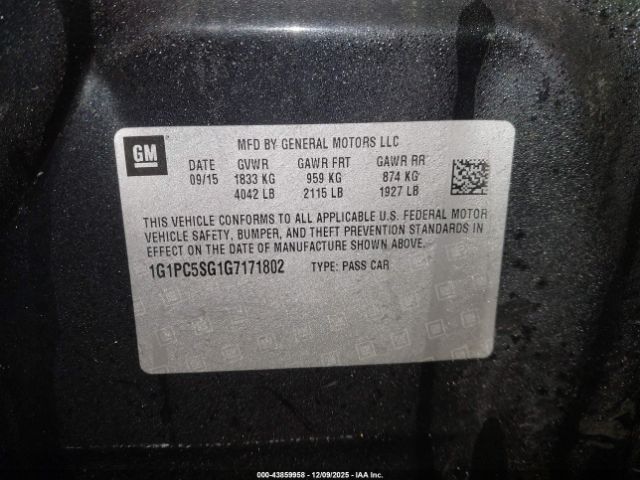 GM
MFD BY GENERAL MOTORS LLC
DATE GVWR GAWR FRT GAWR RR
09/15 1833 KG 959 KG 874 KG
4042 LB 2115 LB 1927 LB
THIS VEHICLE CONFORMS TO ALL APPLICABLE U.S. FEDERAL MOTOR
VEHICLE SAFETY, BUMPER, AND THEFT PREVENTION STANDARDS IN
EFFECT ON THE DATE OF MANUFACTURE SHOWN ABOVE.
1G1PC5SG1G7171802 TYPE: PASS CAR
000-43859958 - 12/09/2025 - IAA Inc.